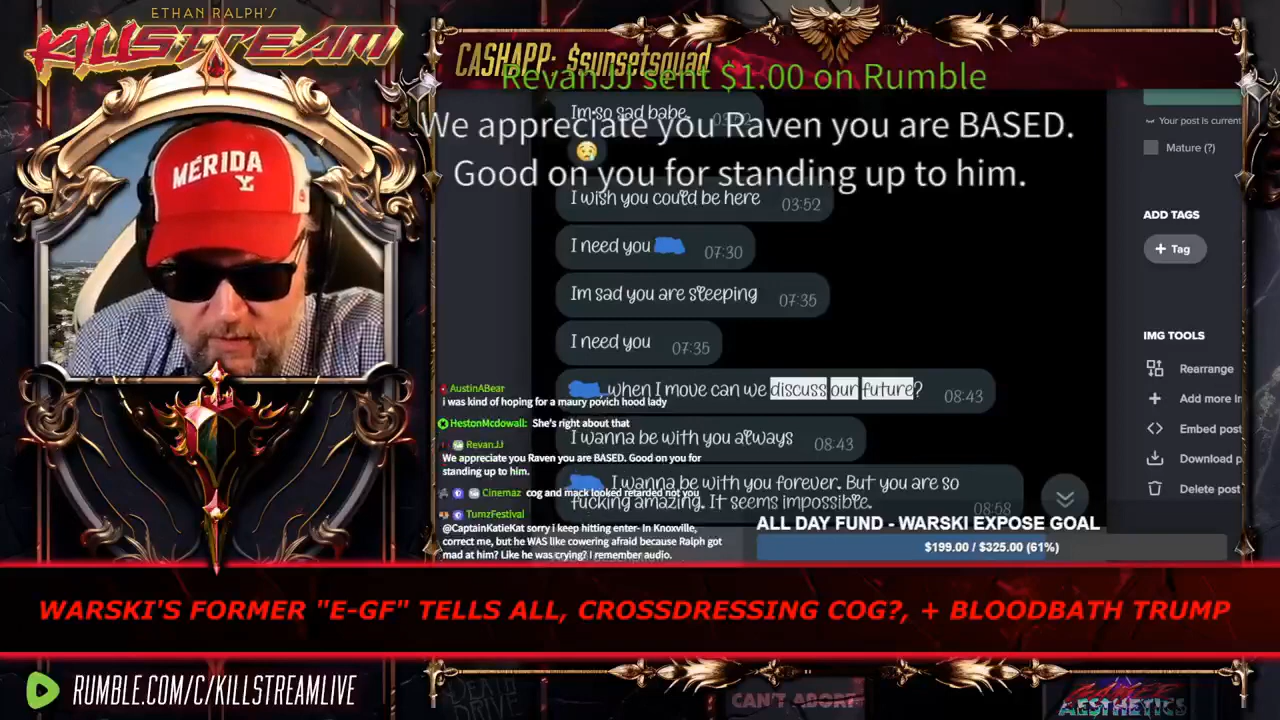 ETHAN RALPH'S
KILLSTREAM
MÉRIDA
CASHAPP: $sunsetsquad
RevanJJ sent $1.00 on Rumble
We appreciate you Raven you are BASED.
Good on you for standing up to him.
Im so sad babe
I wish you could be here 03:52
I need you 07:30
Im sad you are sleeping 07:35
I need you 07:35
when I move can we discuss our future? 08:43
I wanna be with you always 08:43
I wanna be with you forever. But you are so
fucking amazing. It seems impossible. 08:58
Your post is current
Mature (?)
ADD TAGS
+ Tag
IMG TOOLS
Rearrange
Add more in
Embed post
Download p
Delete post
AustinABear
i was kind of hoping for a maury povich hood lady
HestonMcdowall: She's right about that
RevanJJ
We appreciate you Raven you are BASED. Good on you for
standing up to him.
Cinemaz cog and mack looked retarded not you
TumzFestival
@CaptainKatieKat sorry i keep hitting enter- In Knoxville,
correct me, but he WAS like cowering afraid because Ralph got
mad at him? Like he was crying? I remember audio.
ALL DAY FUND - WARSKI EXPOSE GOAL
$199.00 / $325.00 (61%)
WARSKI'S FORMER "E-GF" TELLS ALL, CROSSDRESSING COG?, + BLOODBATH TRUMP
RUMBLE.COM/C/KILLSTREAMLIVE
DEATH
DRIVE
CAN'T ABORT
AESTHETICS